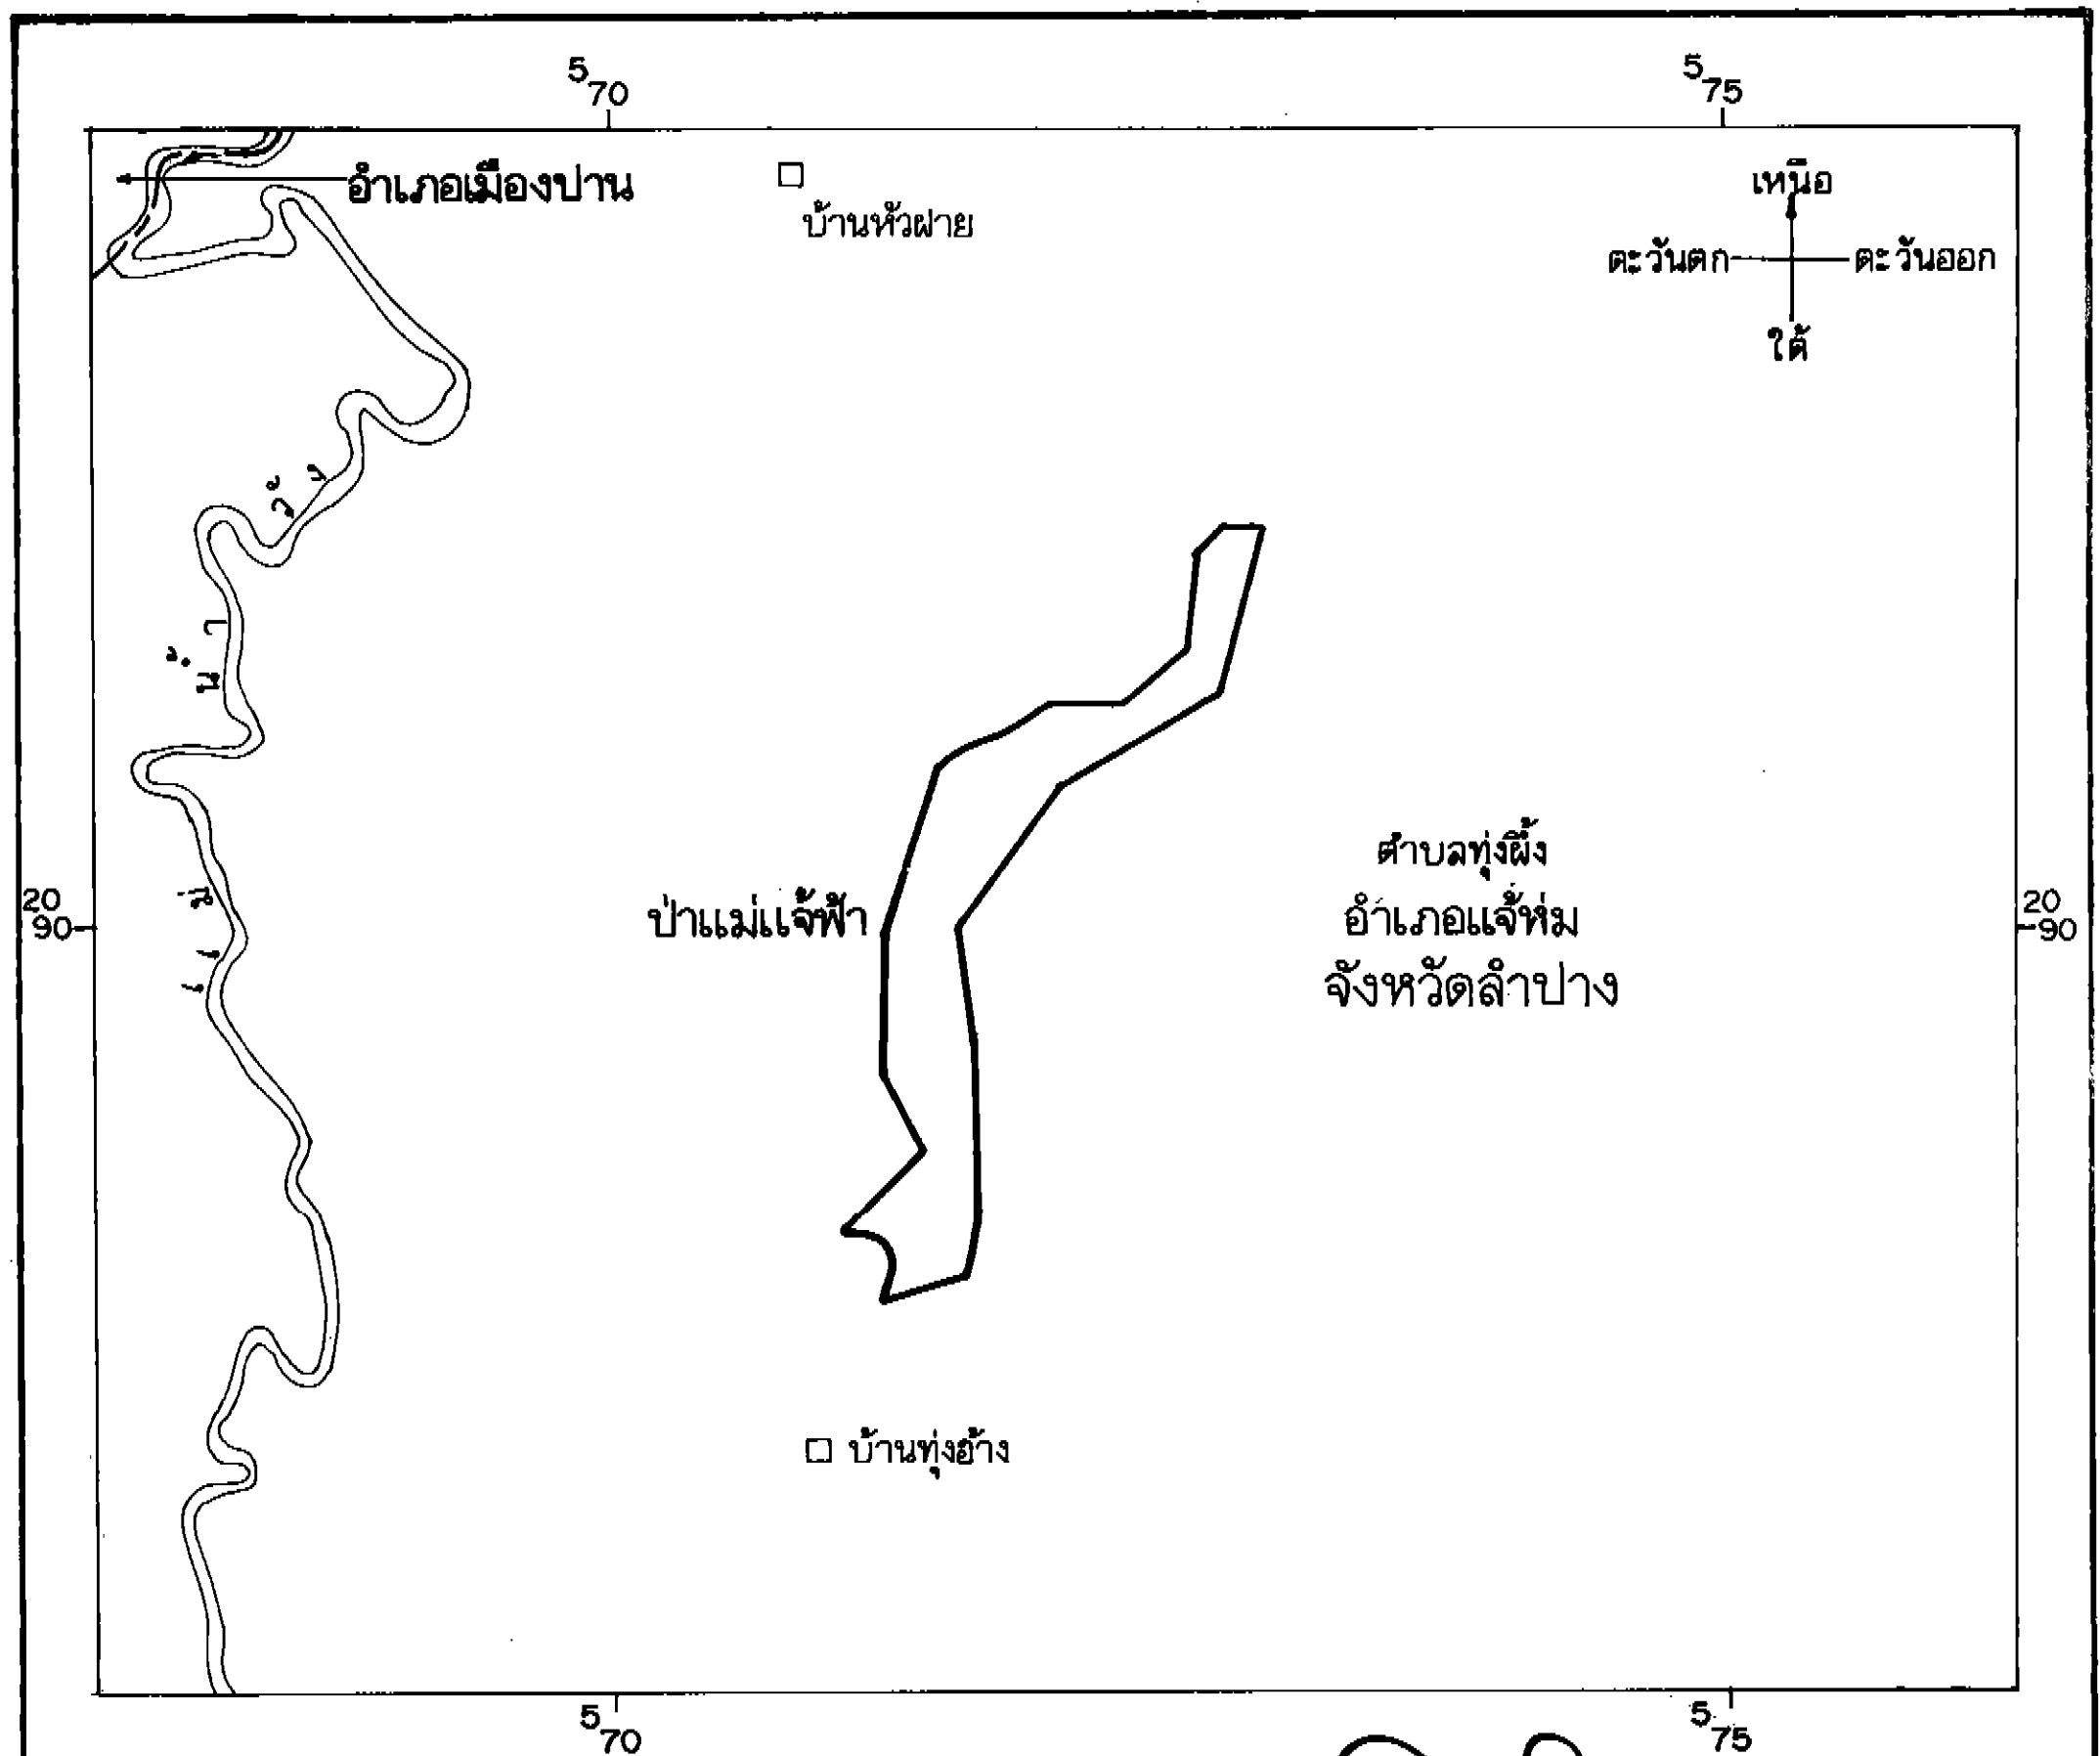 5 70
5 75
อำเภอเมืองปาน
บ้านหัวฝาย
เหนือ
ตะวันตก
ตะวันออก
ใต้
แม่น้ำวัง
ตำบลทุ่งผึ้ง
อำเภอแจ้ห่ม
จังหวัดลำปาง
ป่าแม่แจ้ฟ้า
20
90
20
90
บ้านทุ่งฮ้าง
5 70
5 75